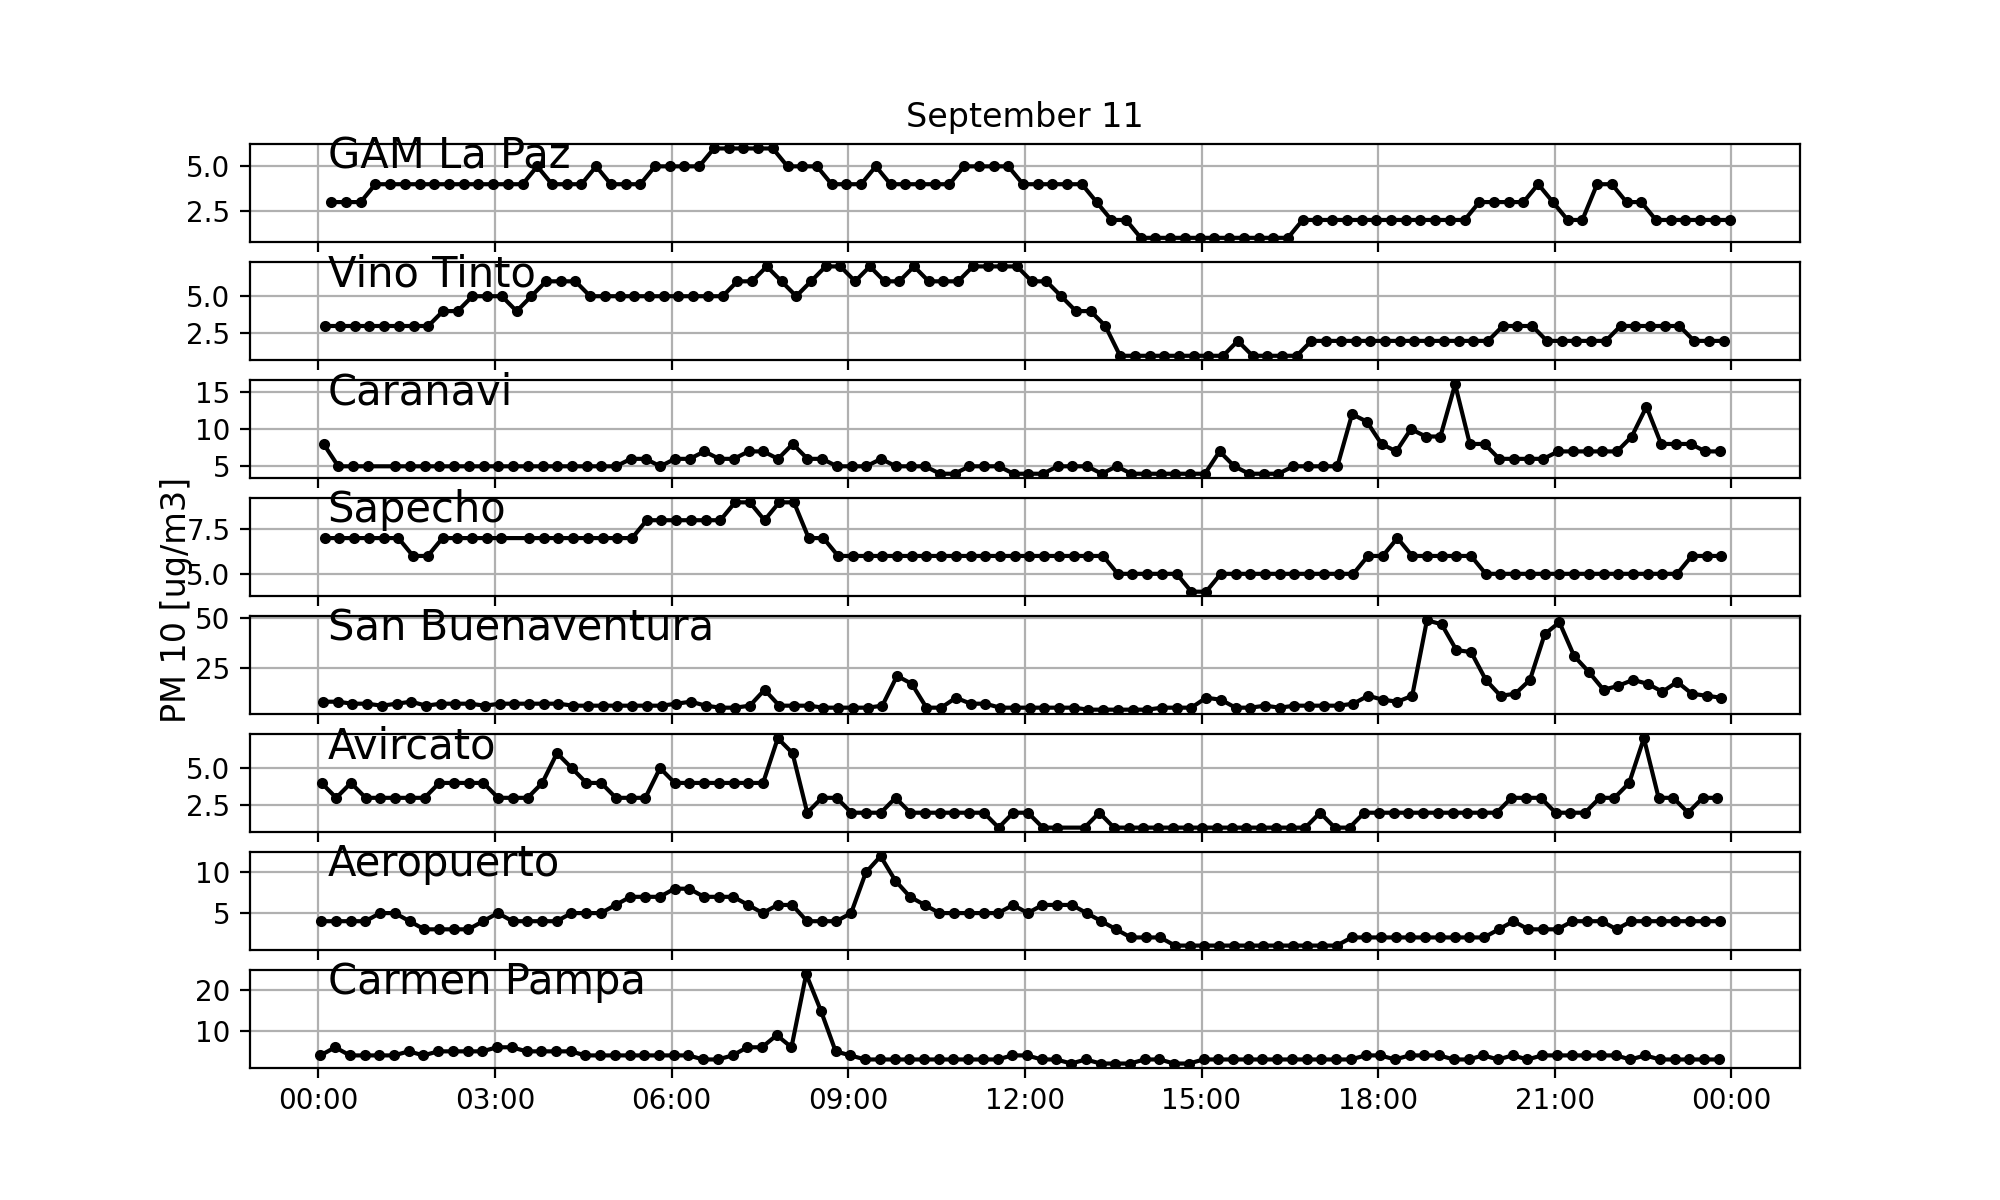 September 11
GAM La Paz
5.0
2.5
Vino Tinto
5.0
2.5
Caranavi
15
10
5
Sapecho
7.5
5.0
PM 10 [ug/m3]
San Buenaventura
50
25
Avircato
5.0
2.5
Aeropuerto
10
5
Carmen Pampa
20
10
00:00 03:00 06:00 09:00 12:00 15:00 18:00 21:00 00:00